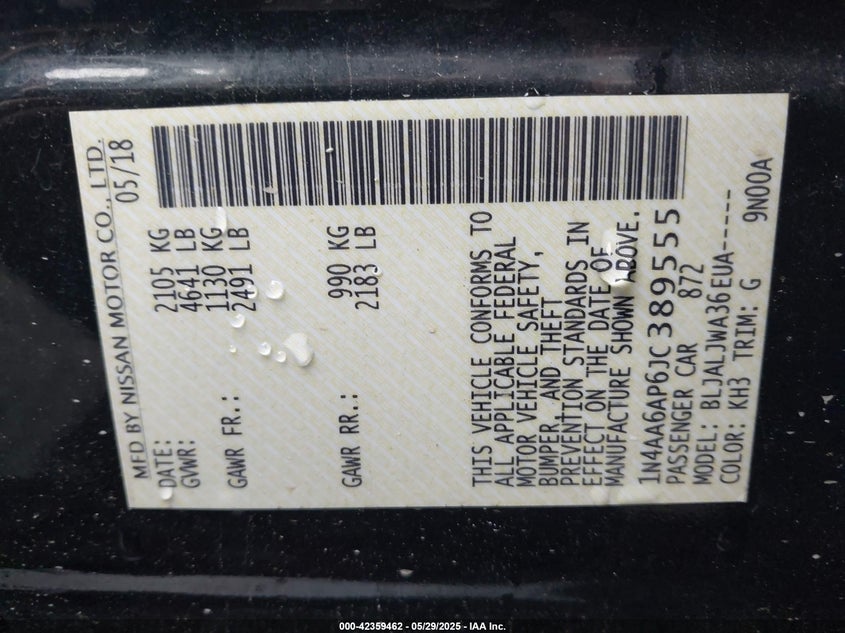 MFD BY NISSAN MOTOR CO., LTD.
DATE: 05/18
GVWR: 2105 KG
4641 LB
GAWR FR.: 1130 KG
2491 LB
GAWR RR.: 990 KG
2183 LB
THIS VEHICLE CONFORMS TO
ALL APPLICABLE FEDERAL
MOTOR VEHICLE SAFETY,
BUMPER, AND THEFT
PREVENTION STANDARDS IN
EFFECT ON THE DATE OF
MANUFACTURE SHOWN ABOVE.
1N4AA6AP6JC389555
PASSENGER CAR 872
MODEL: BLJALJWA36EUA-----
COLOR: KH3 TRIM: G 9N00A
000-42359462 - 05/29/2025 - IAA Inc.